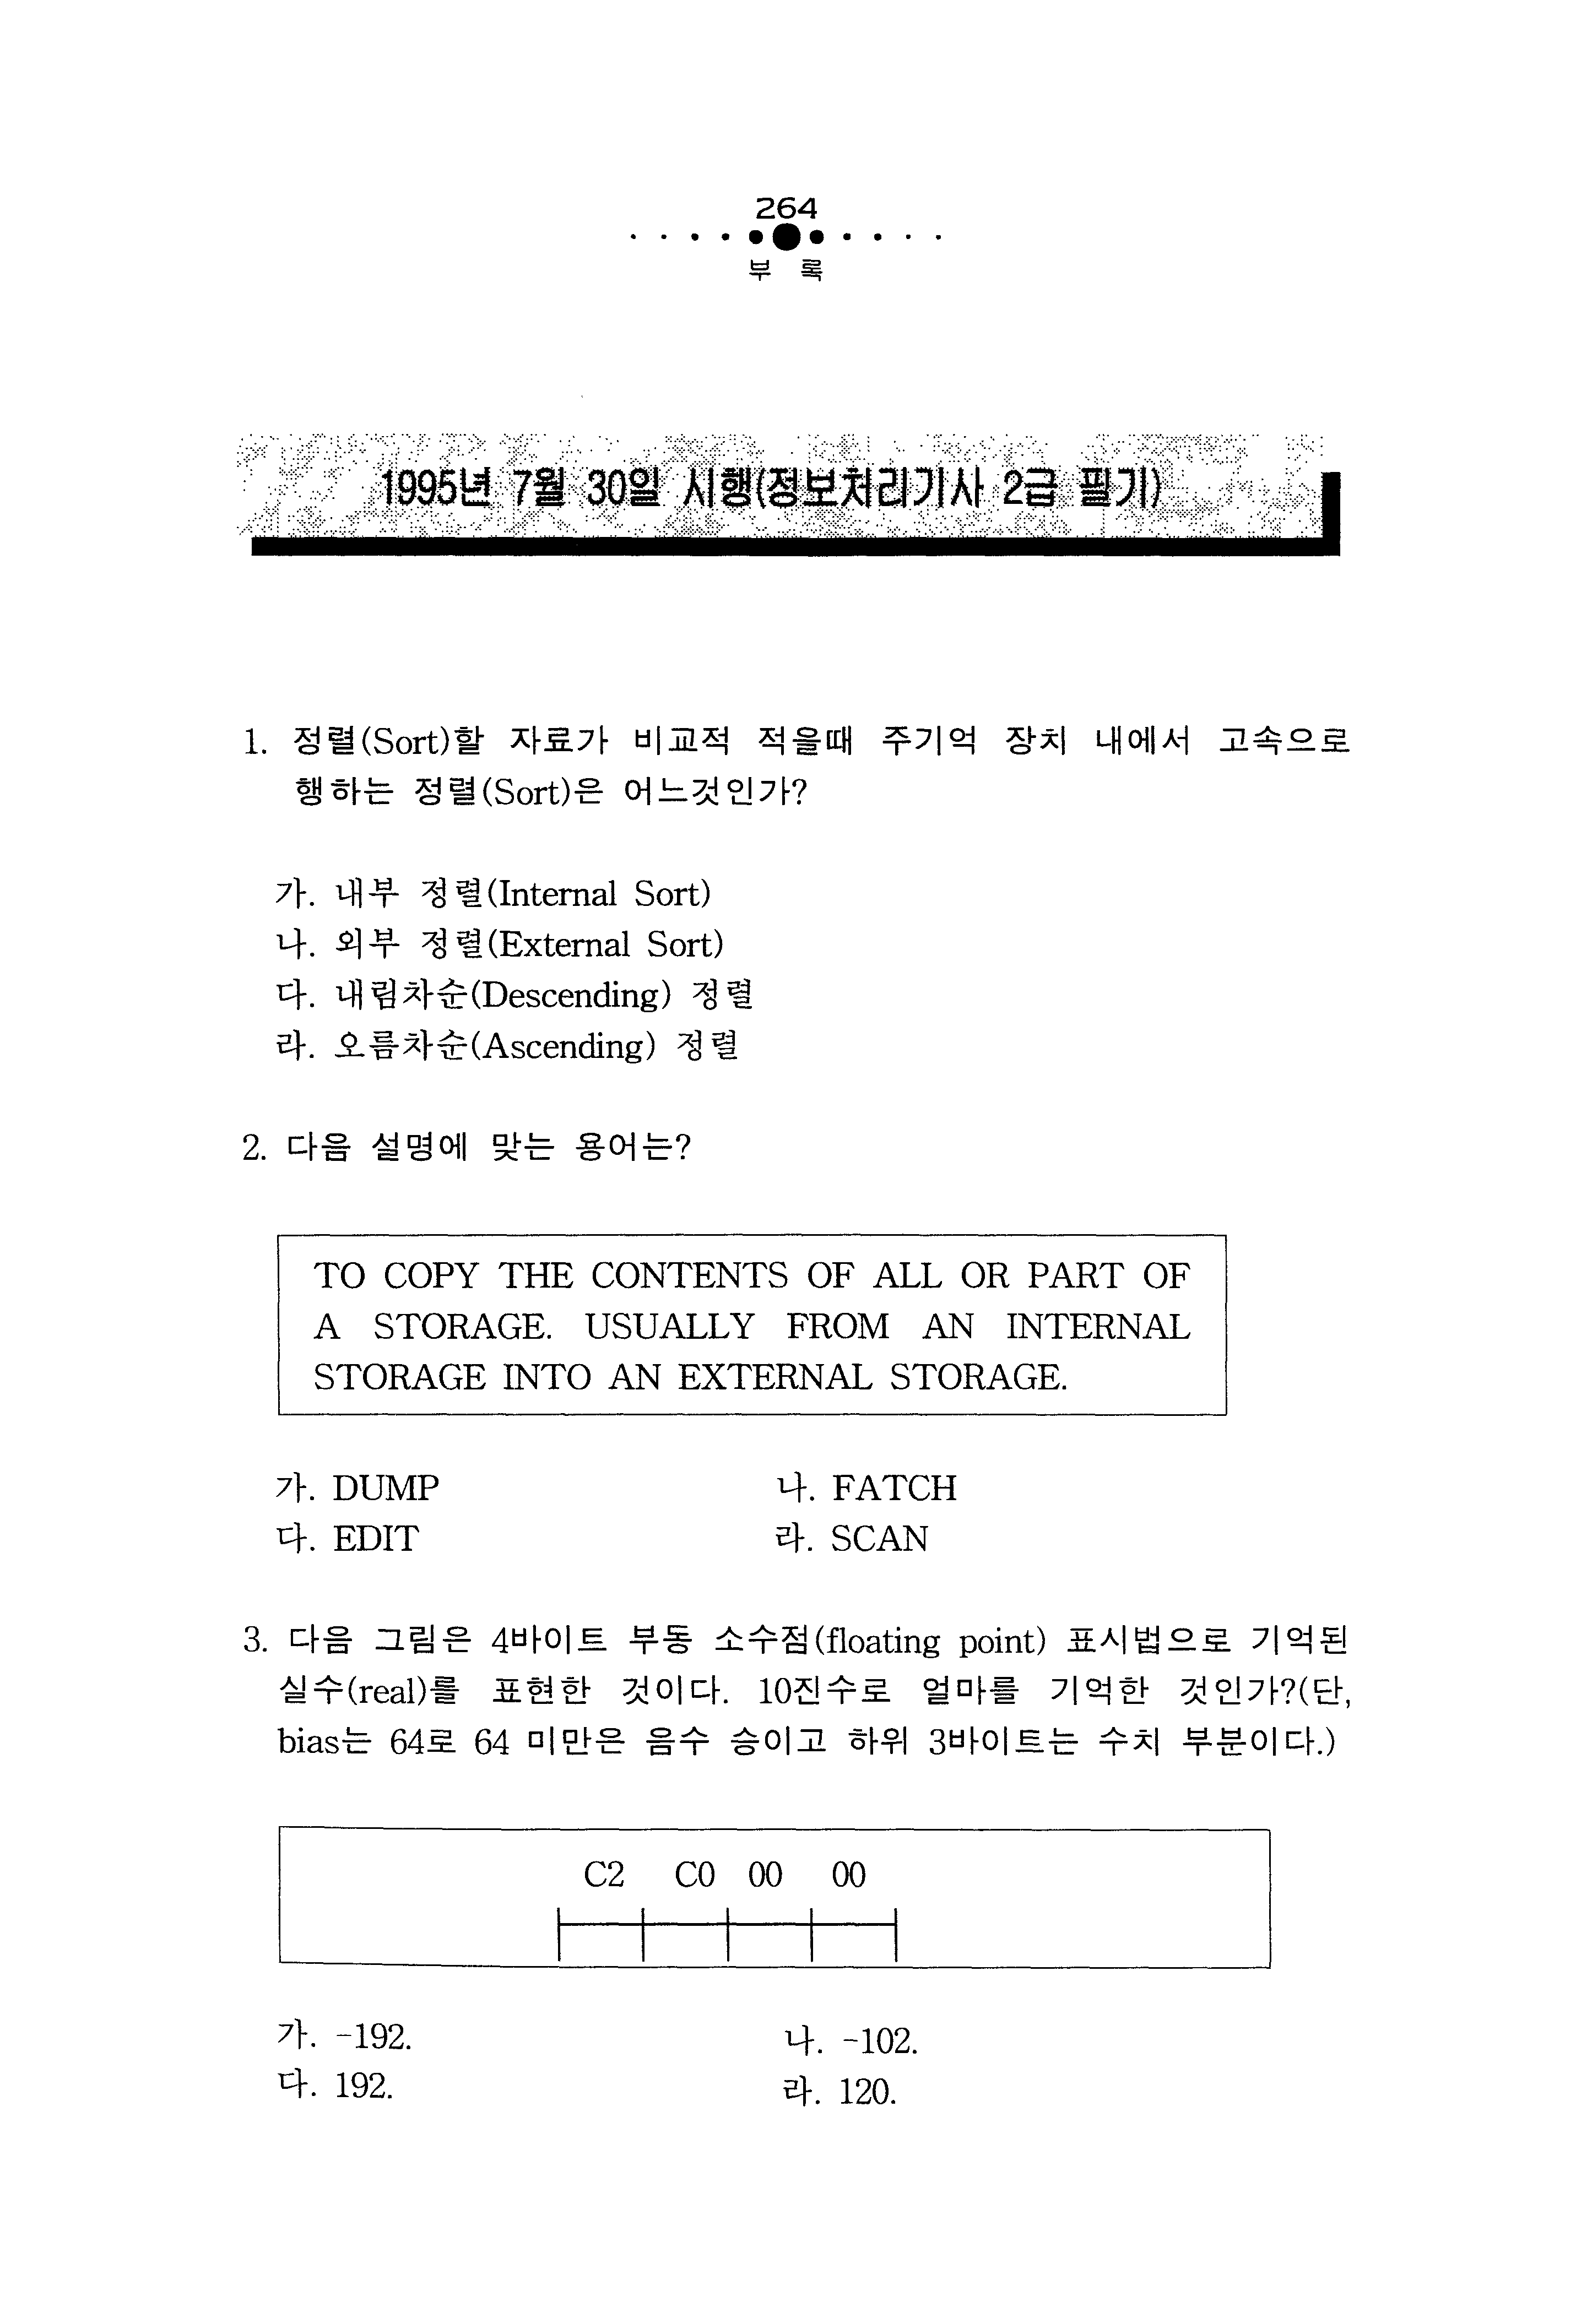 264
부 록
1995년 7월 30일 시행(정보처리기사 2급 필기)
1. 정렬(Sort)할 자료가 비교적 적을때 주기억 장치 내에서 고속으로
행하는 정렬(Sort)은 어느것인가?
가. 내부 정렬(Internal Sort)
나. 외부 정렬(External Sort)
다. 내림차순(Descending) 정렬
라. 오름차순(Ascending) 정렬
2. 다음 설명에 맞는 용어는?
TO COPY THE CONTENTS OF ALL OR PART OF
A STORAGE. USUALLY FROM AN INTERNAL
STORAGE INTO AN EXTERNAL STORAGE.
가. DUMP 나. FATCH
다. EDIT 라. SCAN
3. 다음 그림은 4바이트 부동 소수점(floating point) 표시법으로 기억된
실수(real)를 표현한 것이다. 10진수로 얼마를 기억한 것인가?(단,
bias는 64로 64 미만은 음수 승이고 하위 3바이트는 수치 부분이다.)
C2 C0 00 00
가. -192. 나. -102.
다. 192. 라. 120.